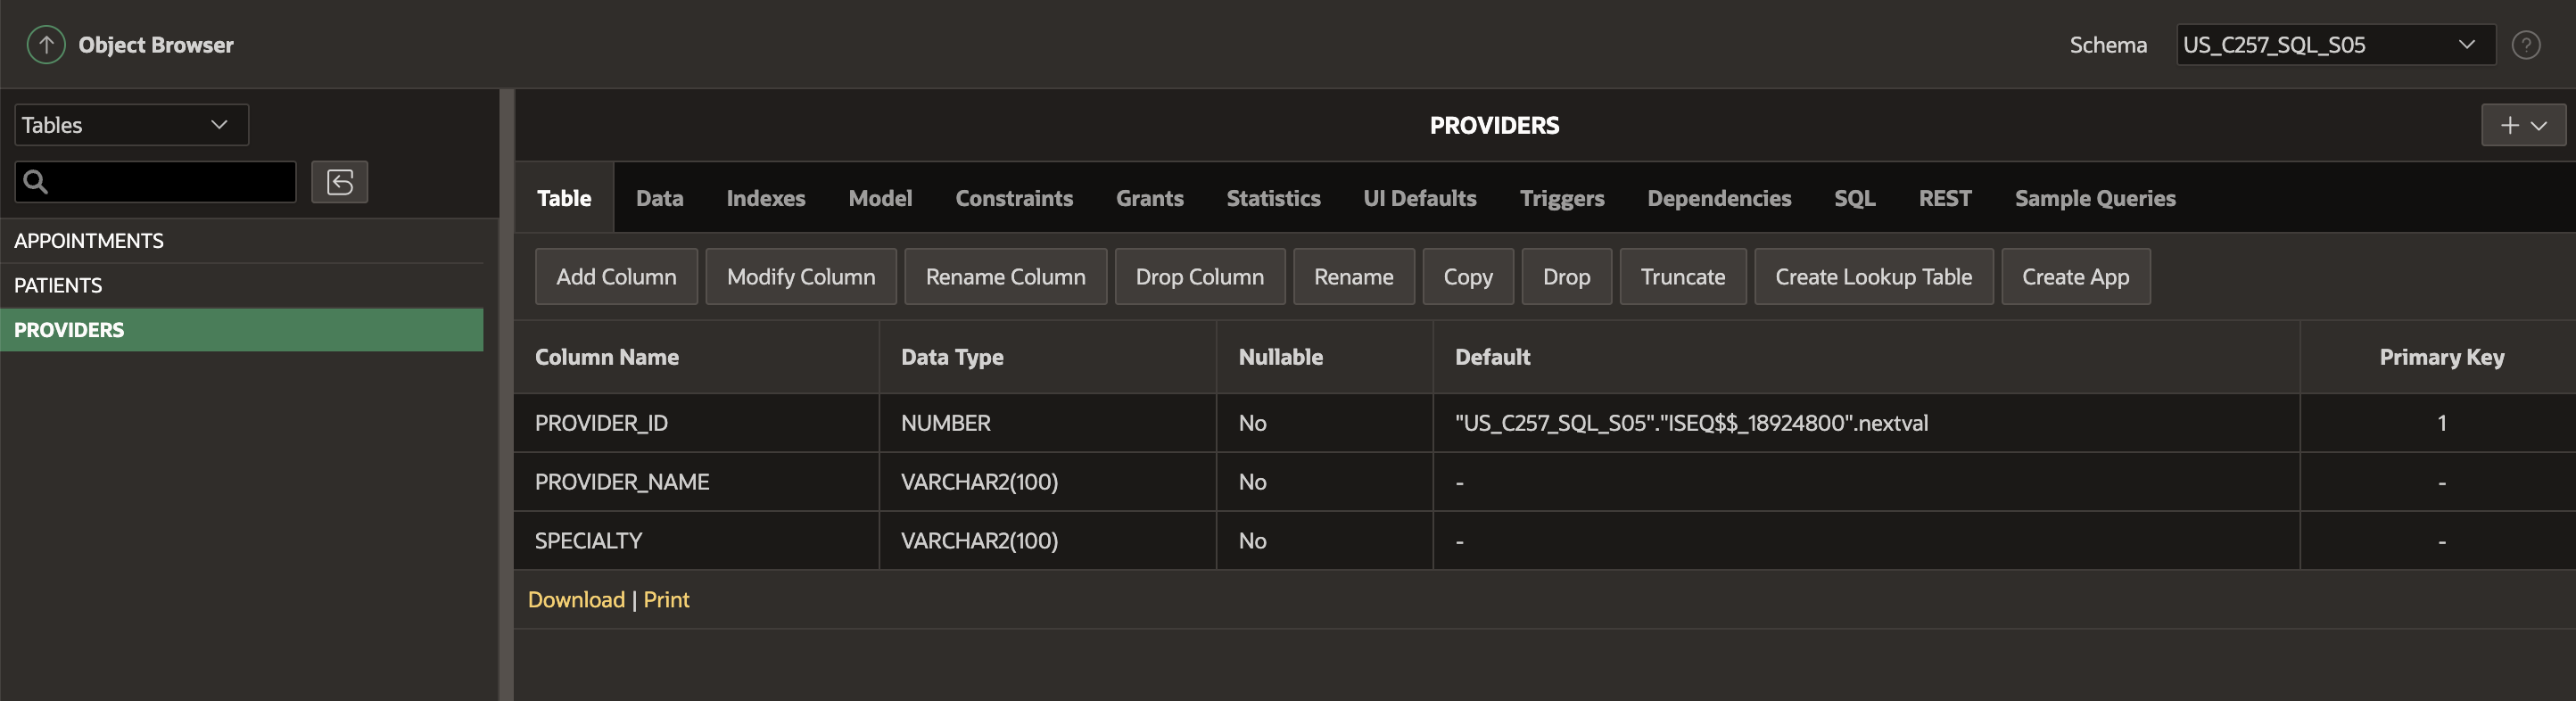 Object Browser
Schema US_C257_SQL_S05
Tables
APPOINTMENTS
PATIENTS
PROVIDERS
PROVIDERS
Table Data Indexes Model Constraints Grants Statistics UI Defaults Triggers Dependencies SQL REST Sample Queries
Add Column Modify Column Rename Column Drop Column Rename Copy Drop Truncate Create Lookup Table Create App
Column Name Data Type Nullable Default Primary Key
PROVIDER_ID NUMBER No "US_C257_SQL_S05"."ISEQ$$_18924800".nextval 1
PROVIDER_NAME VARCHAR2(100) No - -
SPECIALTY VARCHAR2(100) No - -
Download | Print